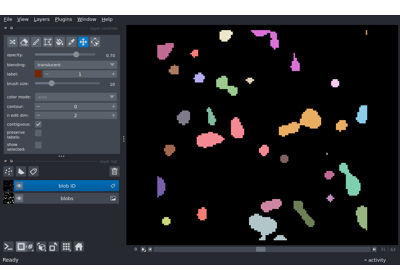 File View Layers Plugins Window Help
opacity: 0.70
blending: translucent
label: 1
brush size: 10
color mode:
contour: 0
n edit dim: 2
contiguous:
preserve
labels:
show
selected:
blob ID
blobs
Ready
activity